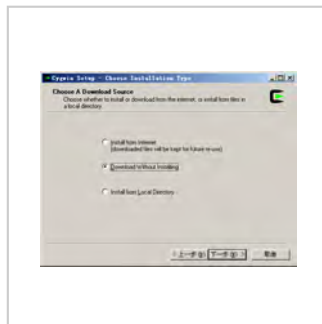 Cygwin Setup - Choose Installation Type
Choose A Download Source
Choose whether to install or download from the internet, or install from files in
a local directory.
Install from Internet
(downloaded files will be kept for future re-use)
Download Without Installing
Install from Local Directory
< 上一步(B)
下一步(N) >
取消